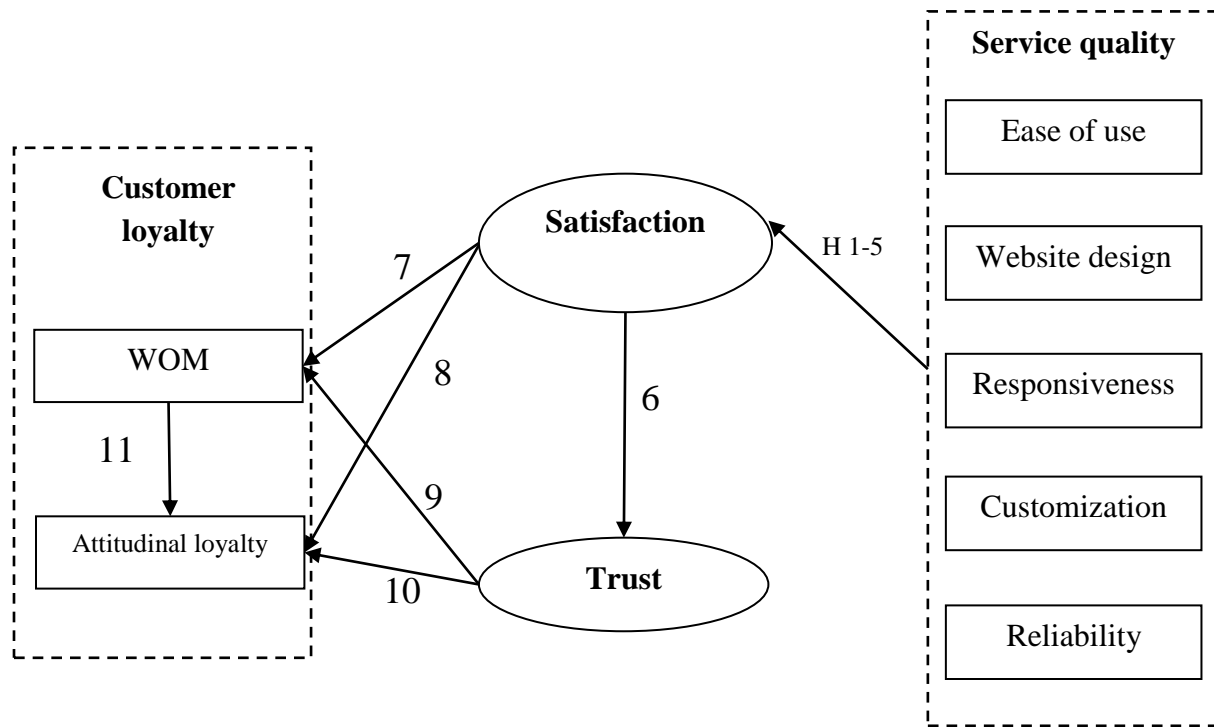 Service quality
Ease of use
Website design
Responsiveness
Customization
Reliability
H 1-5
Satisfaction
6
Trust
7
8
9
10
Customer
loyalty
WOM
11
Attitudinal loyalty